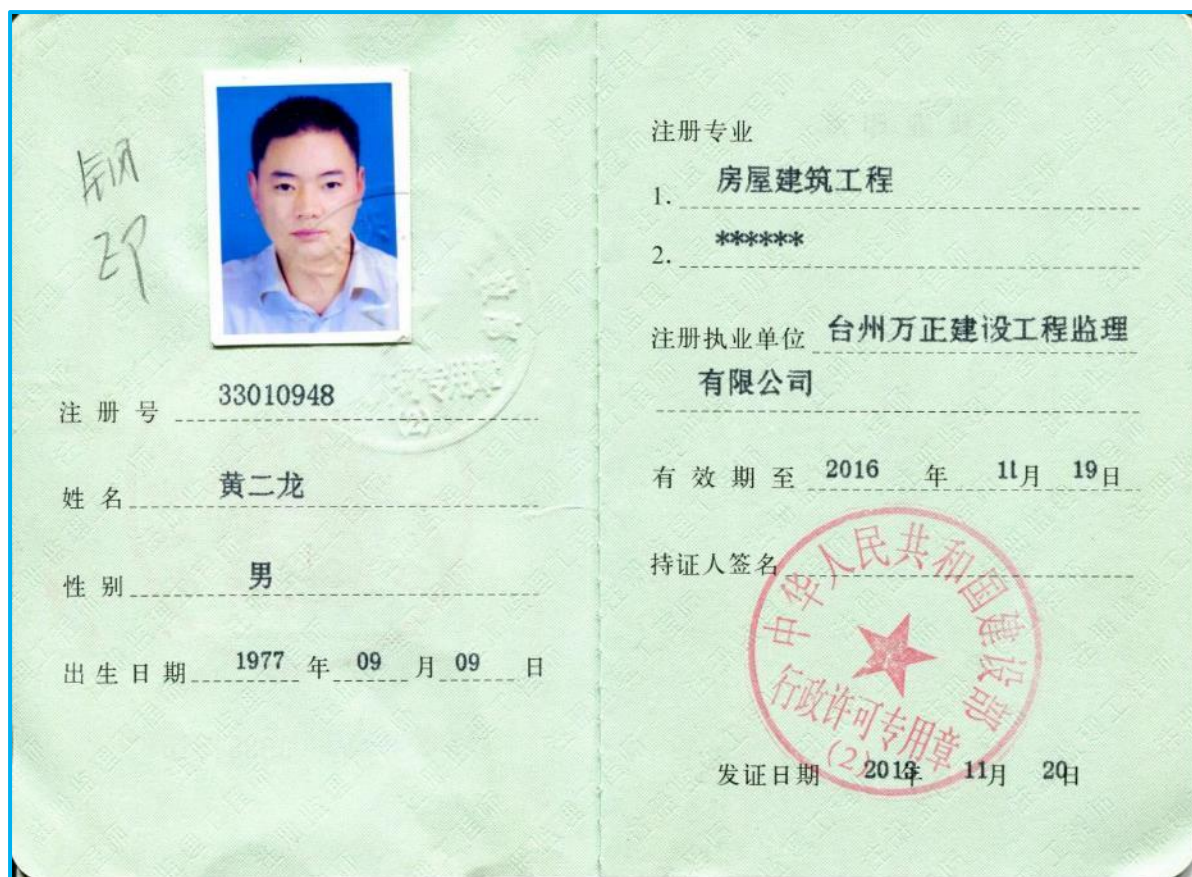 钢
印
注册号 33010948
姓名 黄二龙
性别 男
出生日期 1977 年 09 月 09 日
注册专业
1. 房屋建筑工程
2. ******
注册执业单位 台州万正建设工程监理
有限公司
有效期至 2016 年 11月 19日
持证人签名
中华人民共和国建设部
行政许可专用章
(2)
发证日期 2013年 11月 20日